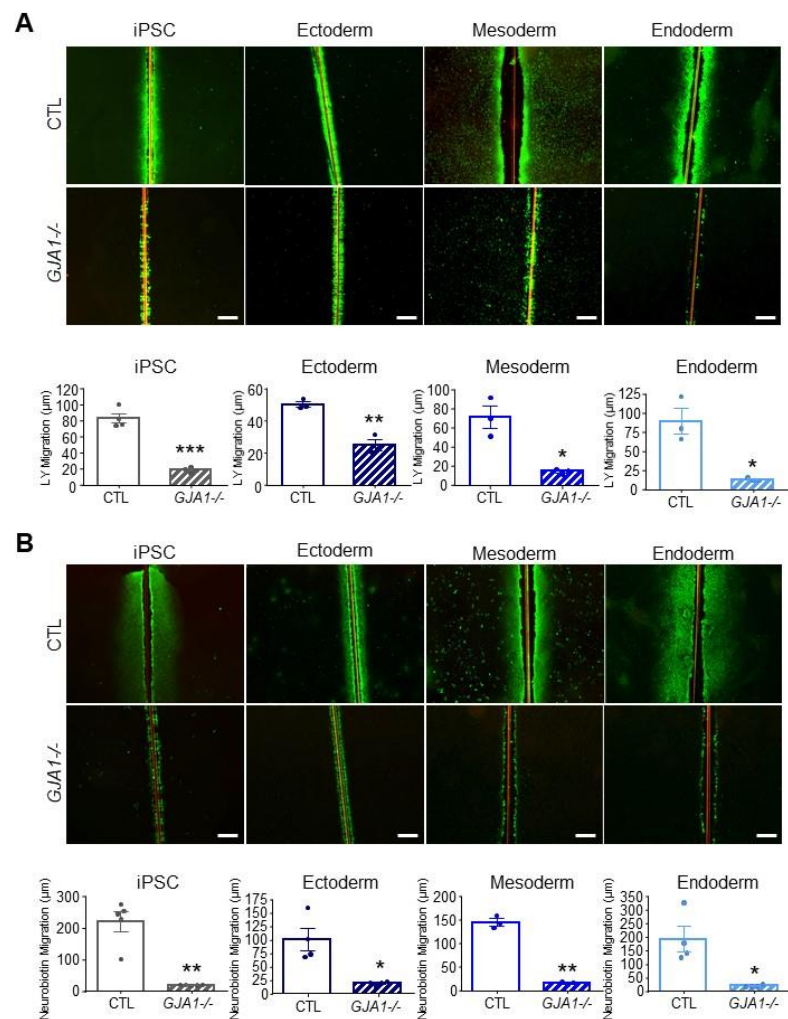 A
iPSC Ectoderm Mesoderm Endoderm
CTL
GJA1-/-
iPSC Ectoderm Mesoderm Endoderm
LY Migration (µm) LY Migration (µm) LY Migration (µm) LY Migration (µm)
120 100 80 60 40 20 0
60 40 20 0
100 80 60 40 20 0
125 100 75 50 25 0
*** ** * *
CTL GJA1-/- CTL GJA1-/- CTL GJA1-/- CTL GJA1-/-
B
iPSC Ectoderm Mesoderm Endoderm
CTL
GJA1-/-
iPSC Ectoderm Mesoderm Endoderm
Neurobiotin Migration (µm) Neurobiotin Migration (µm) Neurobiotin Migration (µm) Neurobiotin Migration (µm)
300 200 100 0
175 150 125 100 75 50 25 0
200 150 100 50 0
350 300 250 200 150 100 50 0
** * ** *
CTL GJA1-/- CTL GJA1-/- CTL GJA1-/- CTL GJA1-/-